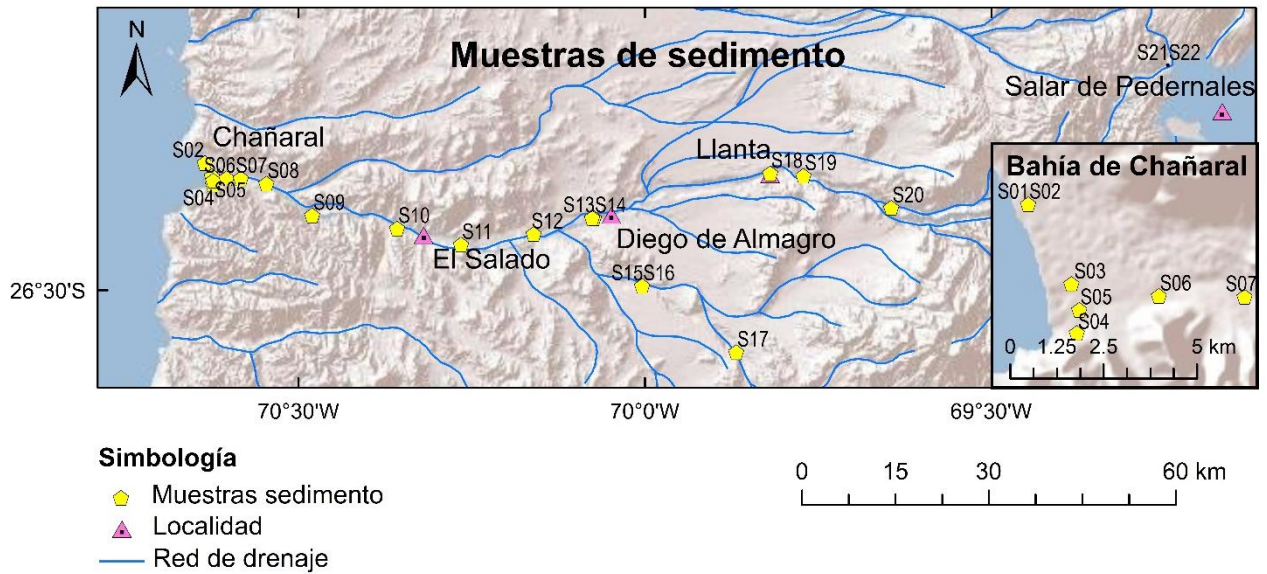 N
Muestras de sedimento
S21S22
Salar de Pedernales
Chañaral
S02
S06S07
S08
S04
S05
S09
S10
El Salado
S11
S12
S13S14
Diego de Almagro
Llanta
S18
S19
S20
S15S16
S17
26°30'S
70°30'W
70°0'W
69°30'W
Bahía de Chañaral
S01S02
S03
S05
S04
S06
S07
0 1.25 2.5 5 km
Simbología
Muestras sedimento
Localidad
Red de drenaje
0 15 30 60 km